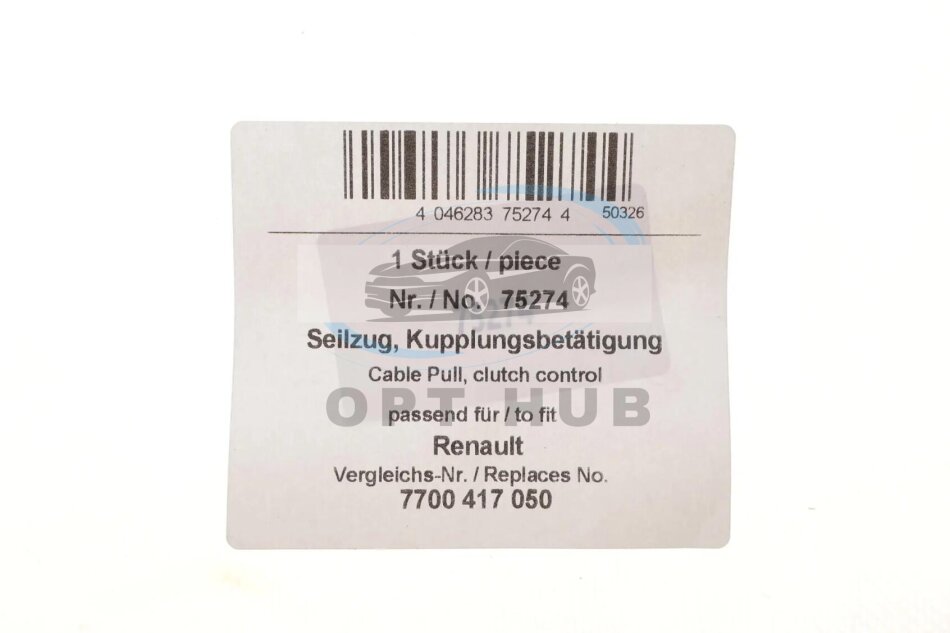 4 046283 75274 4
50326
1 Stück / piece
Nr. / No. 75274
75274
Seilzug, Kupplungsbetätigung
Cable Pull, clutch control
OPT HUB
passend für / to fit
Renault
Vergleichs-Nr. / Replaces No.
7700 417 050